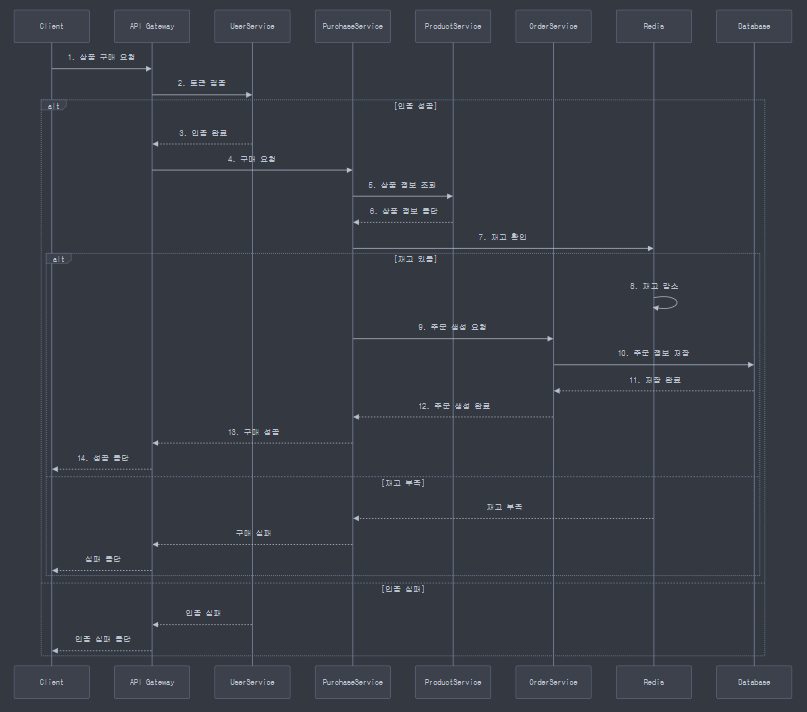 Client API Gateway UserService PurchaseService ProductService OrderService Redis Database
1. 상품 구매 요청
2. 토큰 검증
alt [인증 성공]
3. 인증 완료
4. 구매 요청
5. 상품 정보 조회
6. 상품 정보 응답
7. 재고 확인
alt [재고 있음]
8. 재고 감소
9. 주문 생성 요청
10. 주문 정보 저장
11. 저장 완료
12. 주문 생성 완료
13. 구매 성공
14. 성공 응답
[재고 부족]
재고 부족
구매 실패
실패 응답
[인증 실패]
인증 실패
인증 실패 응답
Client API Gateway UserService PurchaseService ProductService OrderService Redis Database